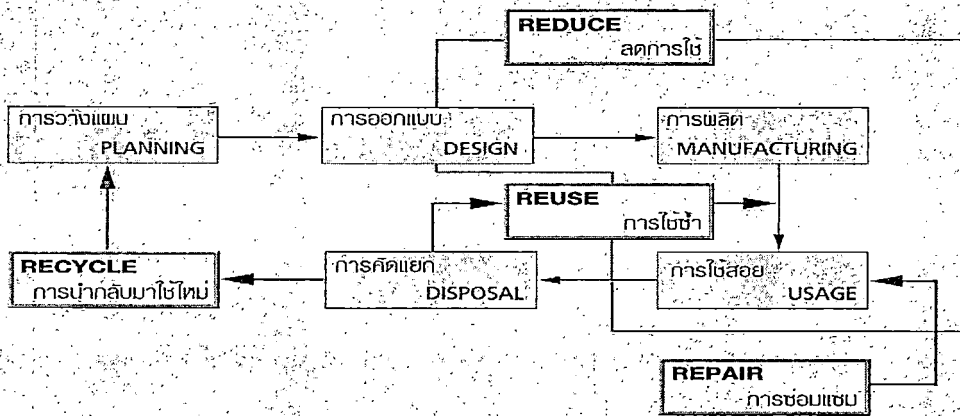 REDUCE
ลดการใช้
การวางแผน
PLANNING
การออกแบบ
DESIGN
การผลิต
MANUFACTURING
REUSE
การใช้ซ้ำ
RECYCLE
การนำกลับมาใช้ใหม่
การคัดแยก
DISPOSAL
การใช้สอย
USAGE
REPAIR
การซ่อมแซม